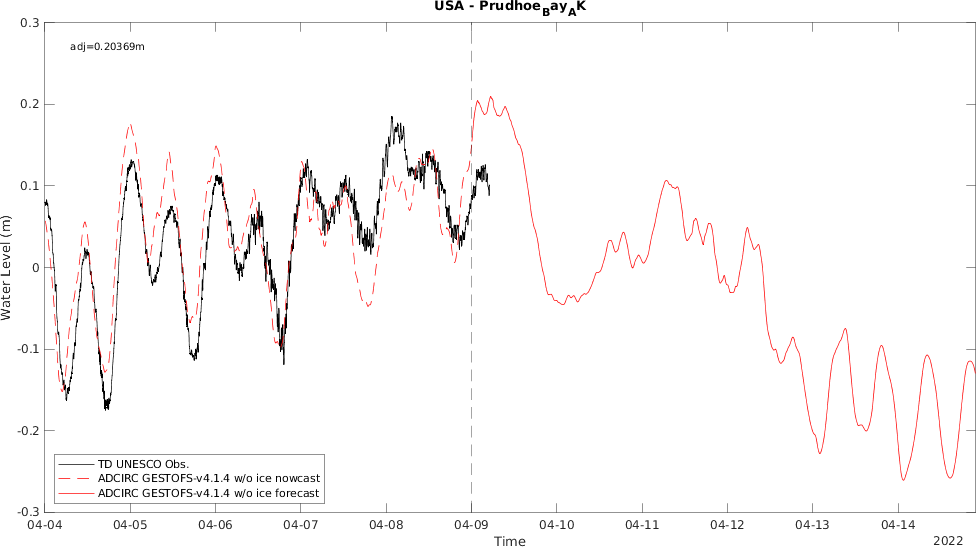 USA - PrudhoeBayAK
adj=0.20369m
0.3
0.2
0.1
0
-0.1
-0.2
-0.3
Water Level (m)
TD UNESCO Obs.
ADCIRC GESTOFS-v4.1.4 w/o ice nowcast
ADCIRC GESTOFS-v4.1.4 w/o ice forecast
04-04 04-05 04-06 04-07 04-08 04-09 04-10 04-11 04-12 04-13 04-14
Time
2022